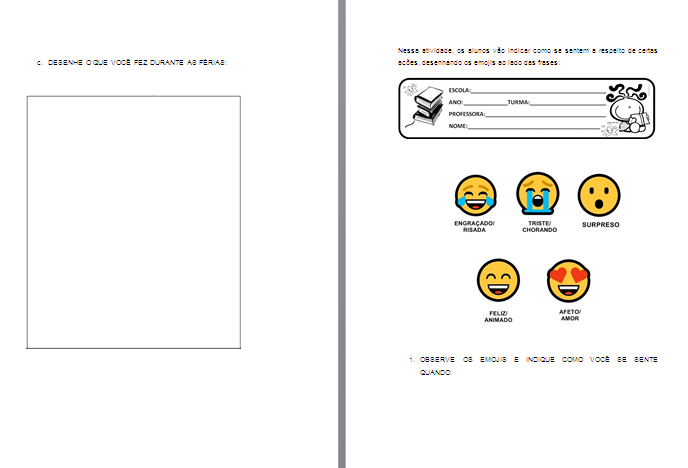 c. DESENHE O QUE VOCÊ FEZ DURANTE AS FÉRIAS:
Nessa atividade, os alunos vão indicar como se sentem a respeito de certas
ações, desenhando os emojis ao lado das frases:
ESCOLA:
ANO: TURMA:
PROFESSORA:
NOME:
ENGRAÇADO/
RISADA
TRISTE/
CHORANDO
SURPRESO
FELIZ/
ANIMADO
AFETO/
AMOR
1. OBSERVE OS EMOJIS E INDIQUE COMO VOCÊ SE SENTE
QUANDO: